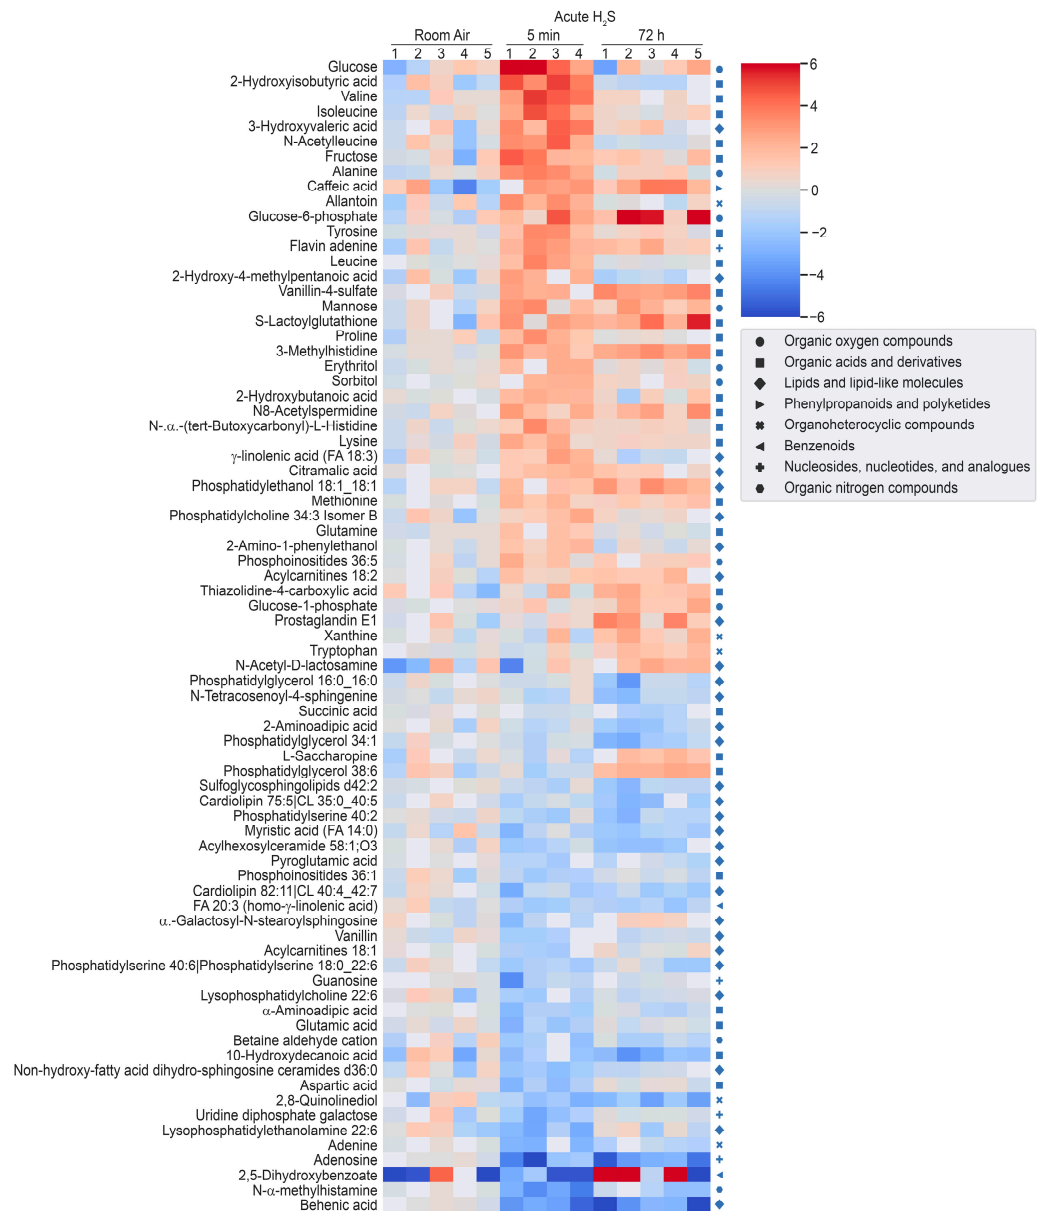 Acute H₂S
Room Air 5 min 72 h
1 2 3 4 5 1 2 3 4 1 2 3 4 5
Glucose
2-Hydroxyisobutyric acid
Valine
Isoleucine
3-Hydroxyvaleric acid
N-Acetylleucine
Fructose
Alanine
Caffeic acid
Allantoin
Glucose-6-phosphate
Tyrosine
Flavin adenine
Leucine
2-Hydroxy-4-methylpentanoic acid
Vanillin-4-sulfate
Mannose
S-Lactoylglutathione
Proline
3-Methylhistidine
Erythritol
Sorbitol
2-Hydroxybutanoic acid
N8-Acetylspermidine
N-.α.-(tert-Butoxycarbonyl)-L-Histidine
Lysine
γ-linolenic acid (FA 18:3)
Citramalic acid
Phosphatidylethanol 18:1_18:1
Methionine
Phosphatidylcholine 34:3 Isomer B
Glutamine
2-Amino-1-phenylethanol
Phosphoinositides 36:5
Acylcarnitines 18:2
Thiazolidine-4-carboxylic acid
Glucose-1-phosphate
Prostaglandin E1
Xanthine
Tryptophan
N-Acetyl-D-lactosamine
Phosphatidylglycerol 16:0_16:0
N-Tetracosenoyl-4-sphingenine
Succinic acid
2-Aminoadipic acid
Phosphatidylglycerol 34:1
L-Saccharopine
Phosphatidylglycerol 38:6
Sulfoglycosphingolipids d42:2
Cardiolipin 75:5|CL 35:0_40:5
Phosphatidylserine 40:2
Myristic acid (FA 14:0)
Acylhexosylceramide 58:1;O3
Pyroglutamic acid
Phosphoinositides 36:1
Cardiolipin 82:11|CL 40:4_42:7
FA 20:3 (homo-γ-linolenic acid)
α.-Galactosyl-N-stearoylsphingosine
Vanillin
Acylcarnitines 18:1
Phosphatidylserine 40:6|Phosphatidylserine 18:0_22:6
Guanosine
Lysophosphatidylcholine 22:6
α-Aminoadipic acid
Glutamic acid
Betaine aldehyde cation
10-Hydroxydecanoic acid
Non-hydroxy-fatty acid dihydro-sphingosine ceramides d36:0
Aspartic acid
2,8-Quinolinediol
Uridine diphosphate galactose
Lysophosphatidylethanolamine 22:6
Adenine
Adenosine
2,5-Dihydroxybenzoate
N-α-methylhistamine
Behenic acid
6
4
2
0
−2
−4
−6
Organic oxygen compounds
Organic acids and derivatives
Lipids and lipid-like molecules
Phenylpropanoids and polyketides
Organoheterocyclic compounds
Benzenoids
Nucleosides, nucleotides, and analogues
Organic nitrogen compounds